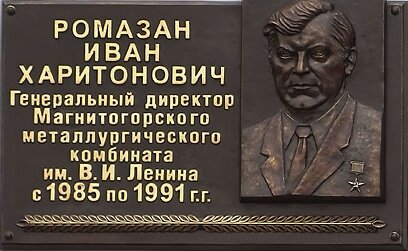 РОМАЗАН
ИВАН
ХАРИТОНОВИЧ
Генеральный директор
Магнитогорского
металлургического
комбината
им. В. И. Ленина
с 1985 по 1991 г.г.